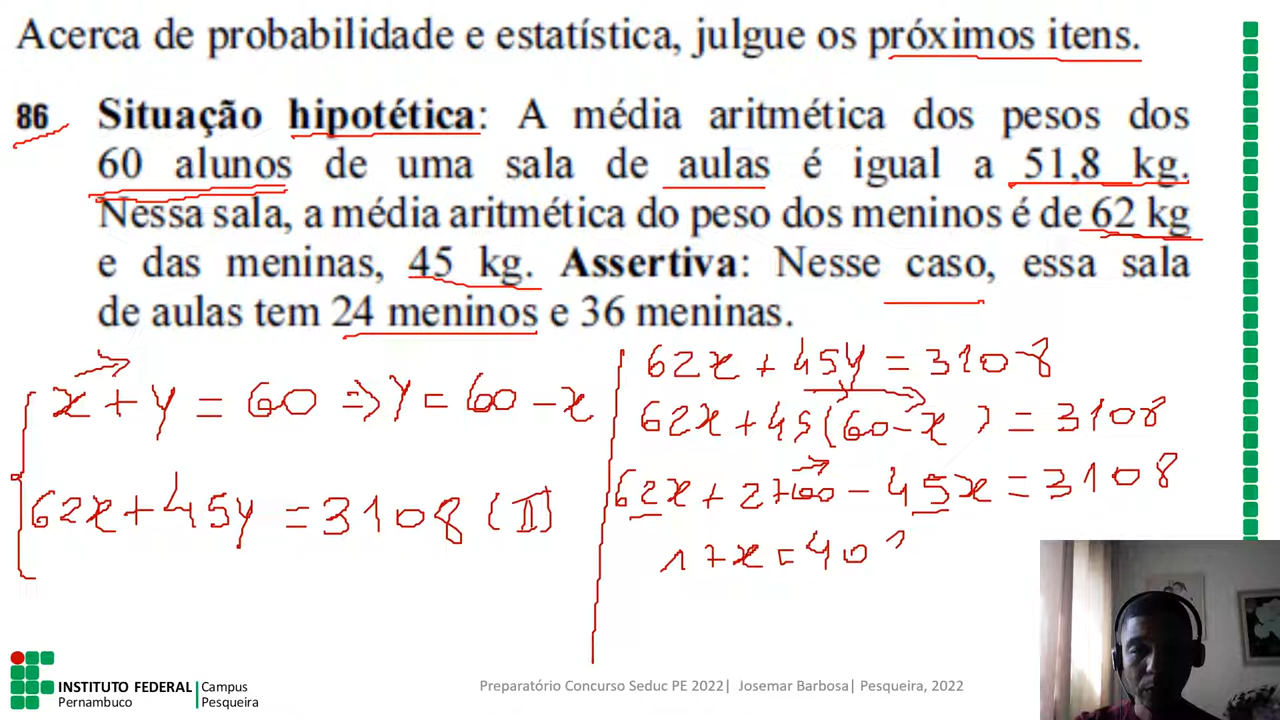 Acerca de probabilidade e estatística, julgue os próximos itens.
86 Situação hipotética: A média aritmética dos pesos dos
60 alunos de uma sala de aulas é igual a 51,8 kg.
Nessa sala, a média aritmética do peso dos meninos é de 62 kg
e das meninas, 45 kg. Assertiva: Nesse caso, essa sala
de aulas tem 24 meninos e 36 meninas.
x + y = 60 => y = 60 - x
62x + 45y = 3108 (II)
62x + 45y = 3108
62x + 45(60 - x) = 3108
62x + 2700 - 45x = 3108
17x = 40
INSTITUTO FEDERAL
Pernambuco
Campus
Pesqueira
Preparatório Concurso Seduc PE 2022| Josemar Barbosa| Pesqueira, 2022